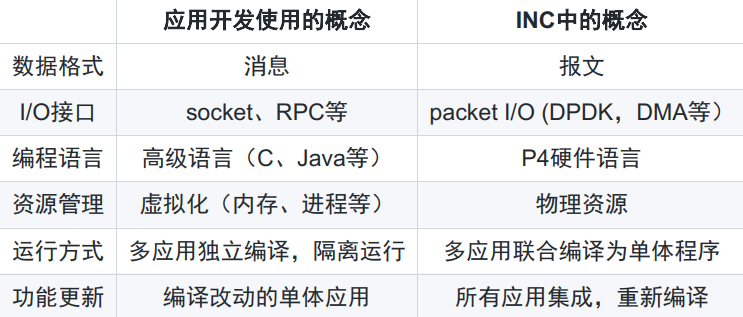 应用开发使用的概念 INC中的概念
数据格式 消息 报文
I/O接口 socket、RPC等 packet I/O (DPDK，DMA等）
编程语言 高级语言（C、Java等） P4硬件语言
资源管理 虚拟化（内存、进程等） 物理资源
运行方式 多应用独立编译，隔离运行 多应用联合编译为单体程序
功能更新 编译改动的单体应用 所有应用集成，重新编译